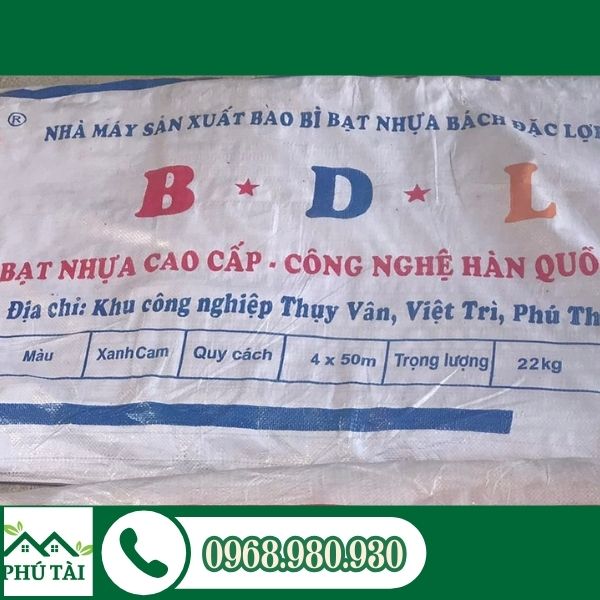 ®
NHÀ MÁY SẢN XUẤT BAO BÌ BẠT NHỰA BÁCH ĐẶC LỢI
B ★ D ★ L
BẠT NHỰA CAO CẤP - CÔNG NGHỆ HÀN QUỐ
Địa chỉ: Khu công nghiệp Thụy Vân, Việt Trì, Phú Th
Màu XanhCam Quy cách 4 x 50m Trọng lượng 22kg
PHÚ TÀI
0968.980.930